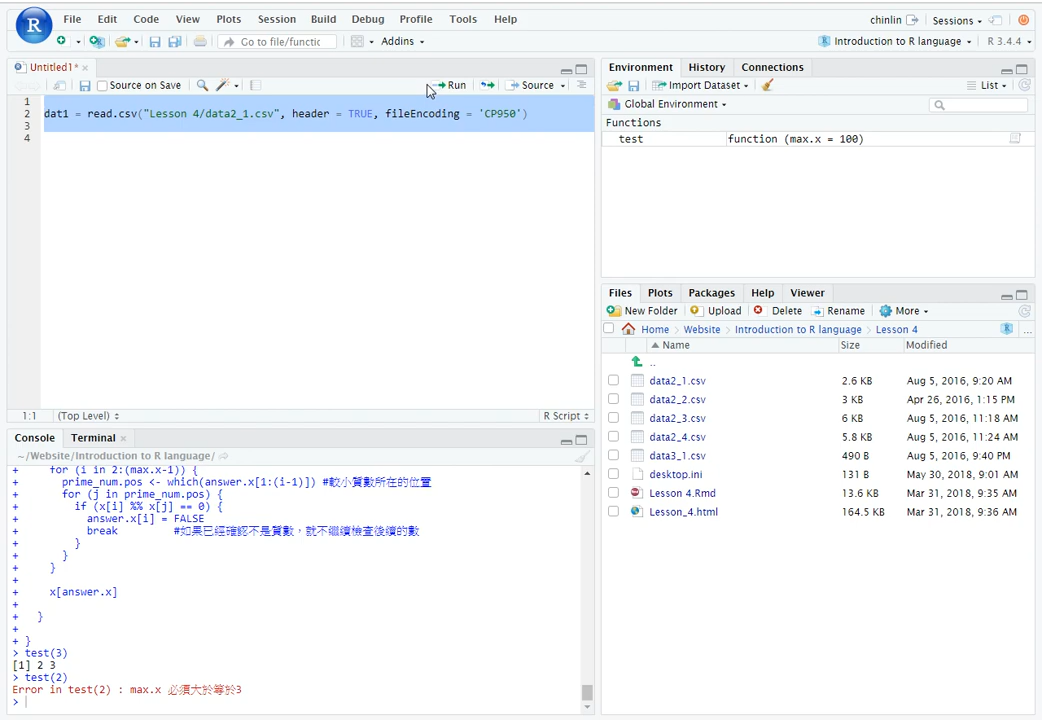 File Edit Code View Plots Session Build Debug Profile Tools Help
chinlin Sessions
Go to file/functic Addins
Introduction to R language R 3.4.4
Untitled1*
Source on Save Run Source
1
2 dat1 = read.csv("Lesson 4/data2_1.csv", header = TRUE, fileEncoding = 'CP950')
3
4
1:1 (Top Level) R Script
Console Terminal
~/Website/Introduction to R language/
+ for (i in 2:(max.x-1)) {
+ prime_num.pos <- which(answer.x[1:(i-1)]) #較小質數所在的位置
+ for (j in prime_num.pos) {
+ if (x[i] %% x[j] == 0) {
+ answer.x[i] = FALSE
+ break #如果已經確認不是質數，就不繼續檢查後續的數
+ }
+ }
+ }
+
+ x[answer.x]
+
+ }
+
+ }
> test(3)
[1] 2 3
> test(2)
Error in test(2) : max.x 必須大於等於3
>
Environment History Connections
Import Dataset List
Global Environment
Functions
test function (max.x = 100)
Files Plots Packages Help Viewer
New Folder Upload Delete Rename More
Home Website Introduction to R language Lesson 4 ...
Name Size Modified
..
data2_1.csv 2.6 KB Aug 5, 2016, 9:20 AM
data2_2.csv 3 KB Apr 26, 2016, 1:15 PM
data2_3.csv 6 KB Aug 5, 2016, 11:18 AM
data2_4.csv 5.8 KB Aug 5, 2016, 11:24 AM
data3_1.csv 490 B Aug 5, 2016, 9:40 PM
desktop.ini 131 B May 30, 2018, 9:01 AM
Lesson 4.Rmd 13.6 KB Mar 31, 2018, 9:35 AM
Lesson_4.html 164.5 KB Mar 31, 2018, 9:36 AM